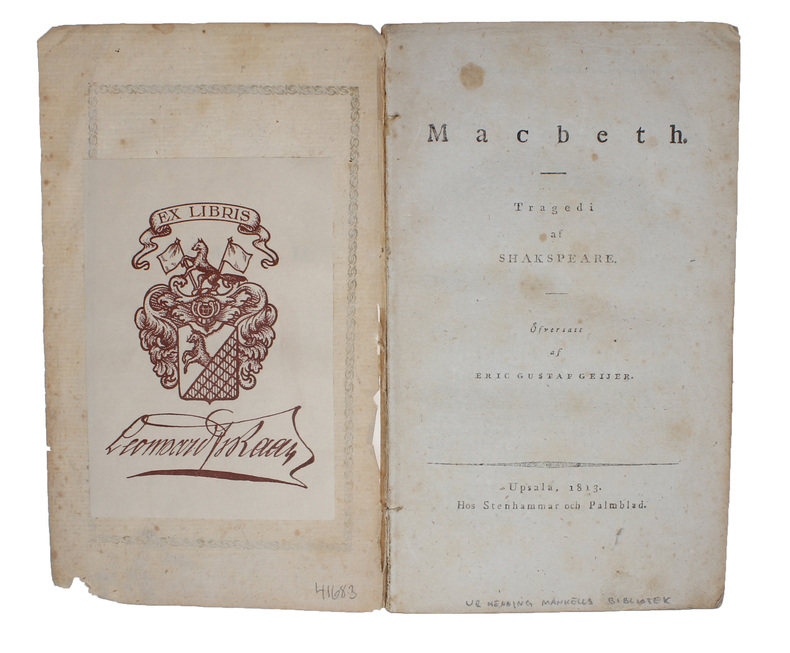 EX LIBRIS
41683
Macbeth.
Tragedi
af
SHAKSPEARE.
Öfversatt
af
ERIC GUSTAF GEIJER.
Upsala, 1813.
Hos Stenhammar och Palmblad.
UR HENNING MANKELLS BIBLIOTEK